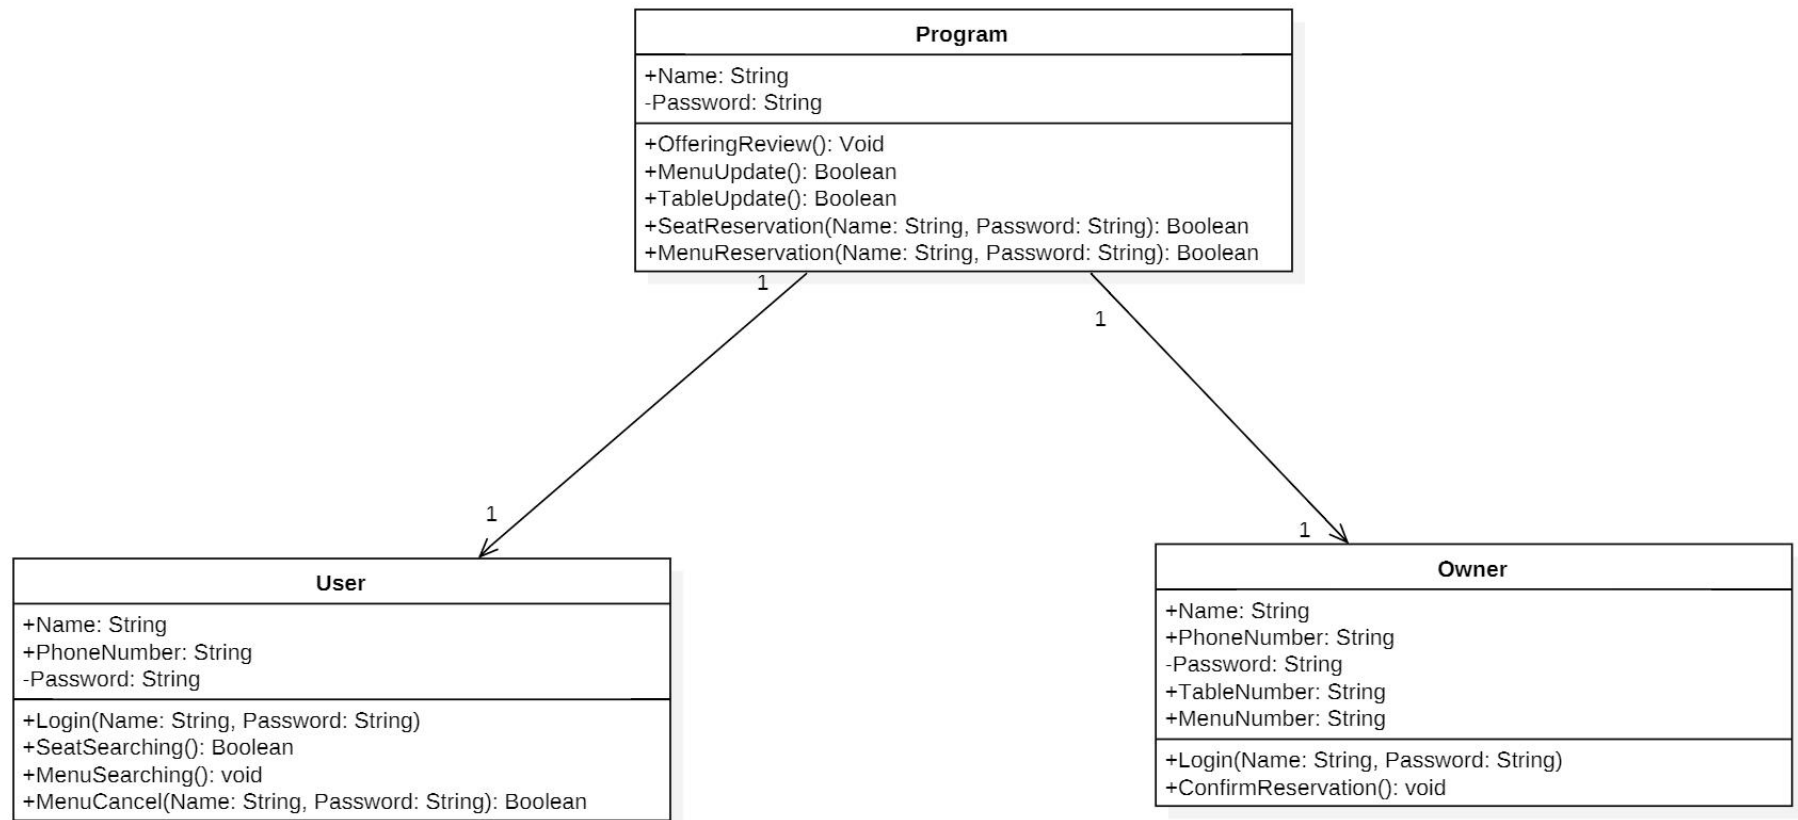 Program
+Name: String
-Password: String
+OfferingReview(): Void
+MenuUpdate(): Boolean
+TableUpdate(): Boolean
+SeatReservation(Name: String, Password: String): Boolean
+MenuReservation(Name: String, Password: String): Boolean
1
1
1
1
User
+Name: String
+PhoneNumber: String
-Password: String
+Login(Name: String, Password: String)
+SeatSearching(): Boolean
+MenuSearching(): void
+MenuCancel(Name: String, Password: String): Boolean
Owner
+Name: String
+PhoneNumber: String
-Password: String
+TableNumber: String
+MenuNumber: String
+Login(Name: String, Password: String)
+ConfirmReservation(): void